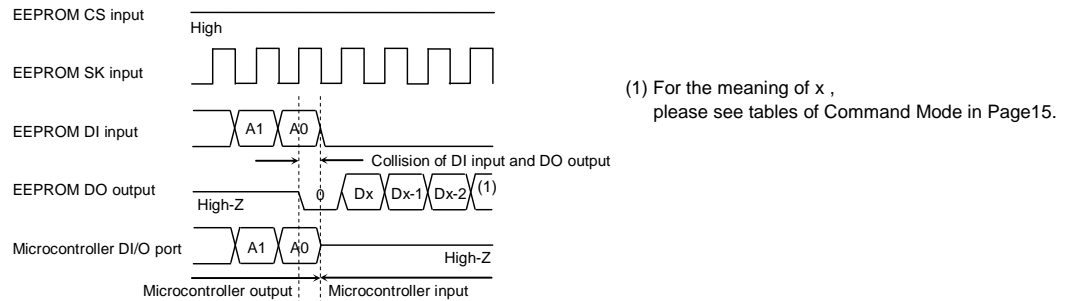 EEPROM CS input
High
EEPROM SK input
(1) For the meaning of x ,
please see tables of Command Mode in Page15.
EEPROM DI input
A1 A0
Collision of DI input and DO output
EEPROM DO output
High-Z
0 Dx Dx-1 Dx-2 (1)
Microcontroller DI/O port
A1 A0
High-Z
Microcontroller output Microcontroller input